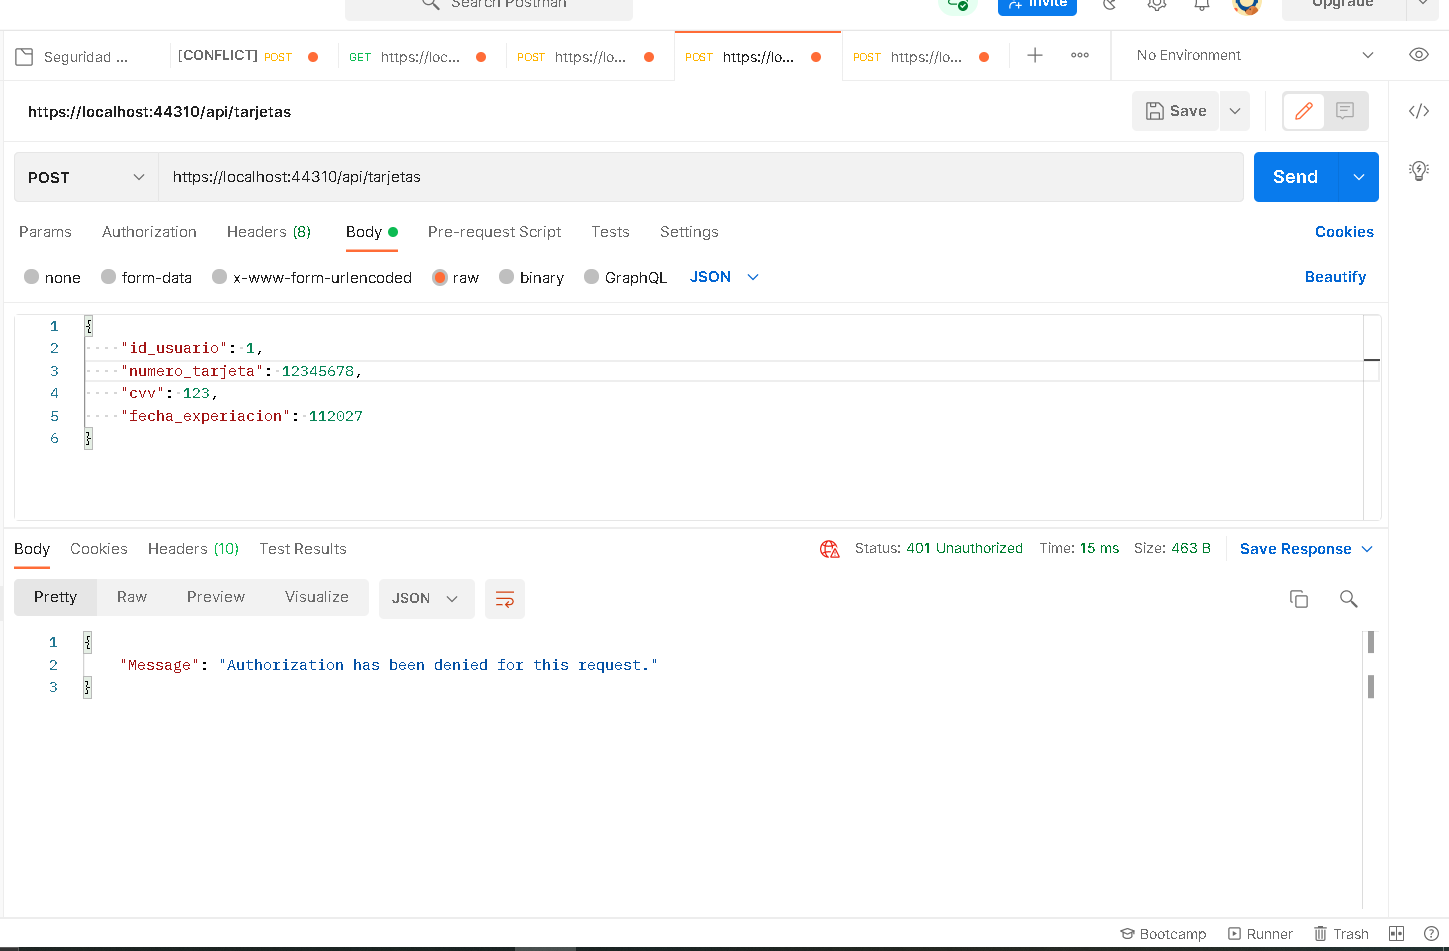 Search Postman
Invite
Upgrade
Seguridad ...
[CONFLICT] POST
GET https://loc...
POST https://lo...
POST https://lo...
POST https://lo...
No Environment
https://localhost:44310/api/tarjetas
Save
POST
https://localhost:44310/api/tarjetas
Send
Params Authorization Headers (8) Body Pre-request Script Tests Settings Cookies
none form-data x-www-form-urlencoded raw binary GraphQL JSON Beautify
1 {
2 "id_usuario": 1,
3 "numero_tarjeta": 12345678,
4 "cvv": 123,
5 "fecha_experiacion": 112027
6 }
Body Cookies Headers (10) Test Results Status: 401 Unauthorized Time: 15 ms Size: 463 B Save Response
Pretty Raw Preview Visualize JSON
1 {
2 "Message": "Authorization has been denied for this request."
3 }
Bootcamp Runner Trash